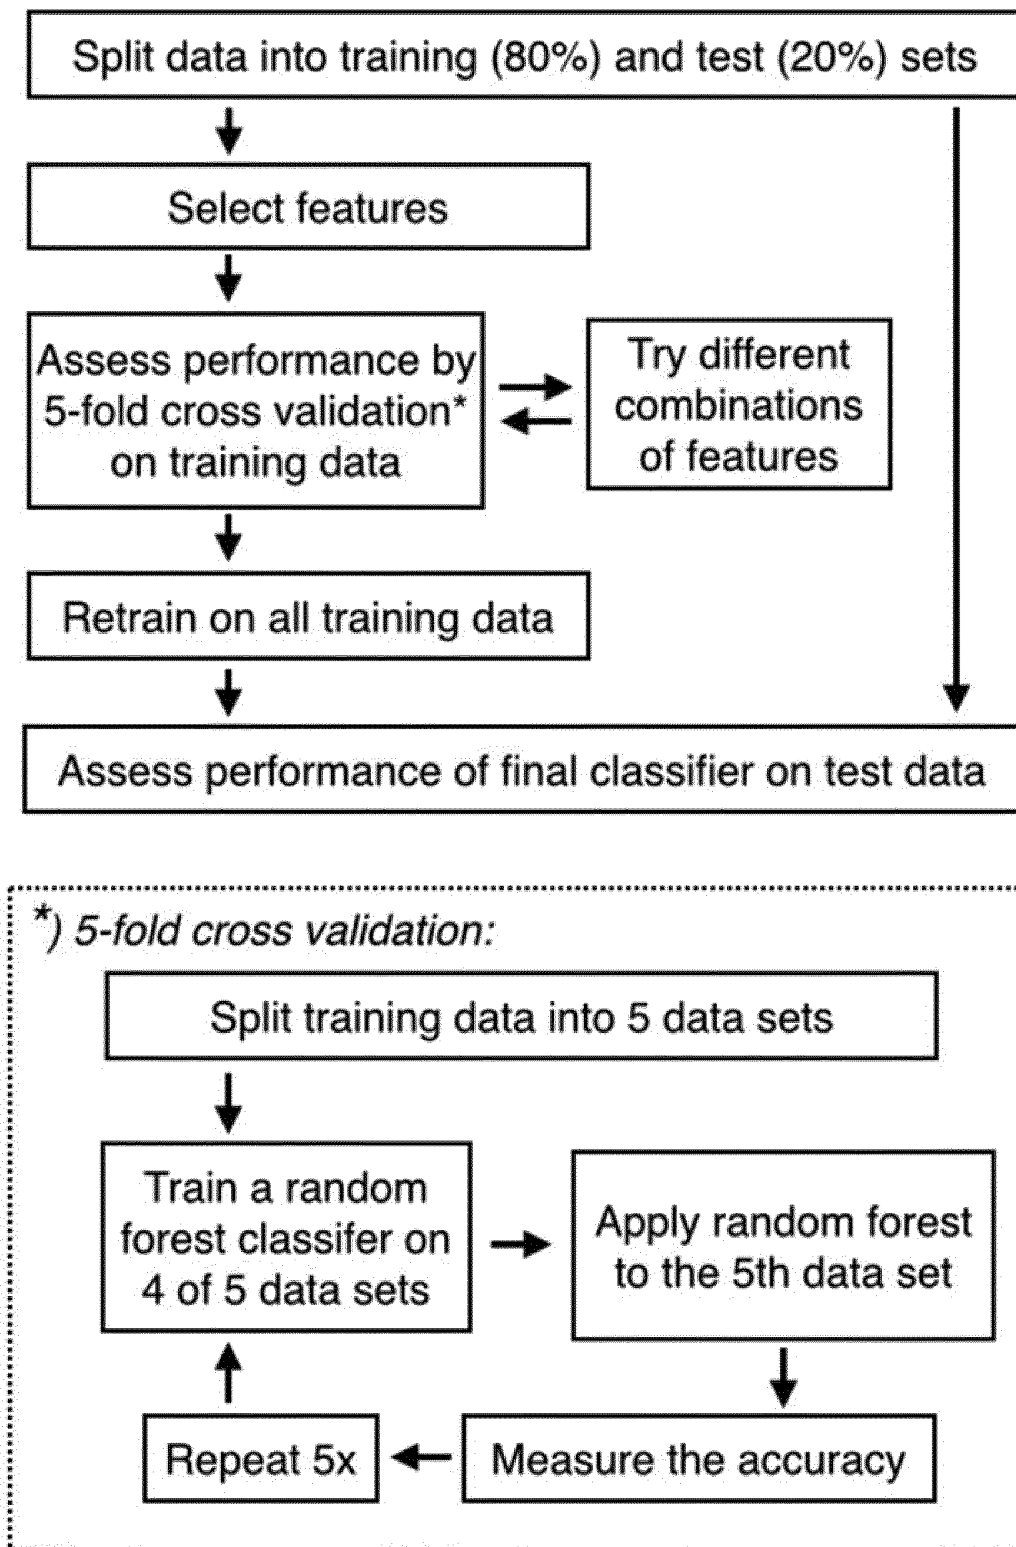 Split data into training (80%) and test (20%) sets
Select features
Assess performance by
5-fold cross validation*
on training data
Try different
combinations
of features
Retrain on all training data
Assess performance of final classifier on test data
*) 5-fold cross validation:
Split training data into 5 data sets
Train a random
forest classifer on
4 of 5 data sets
Apply random forest
to the 5th data set
Measure the accuracy
Repeat 5x